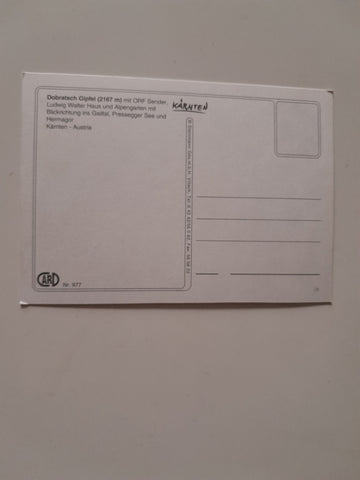 Dobratsch Gipfel (2167 m) mit ORF Sender,
Ludwig Walter Haus und Alpengarten mit
Blickrichtung ins Gailtal, Pressegger See und
Hermagor
Kärnten - Austria
KÄRNTEN
CARD
Nr. 977